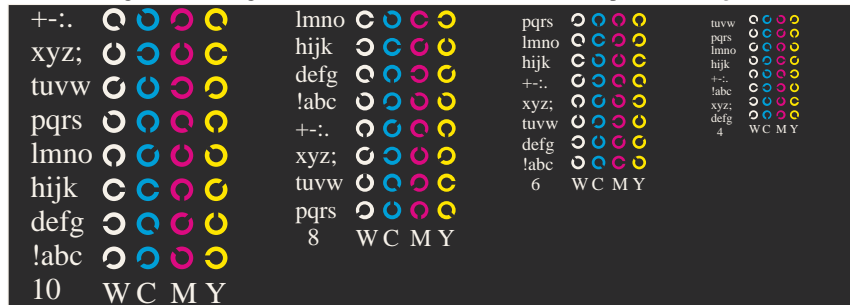 +-:.
xyz;
tuvw
pqrs
lmno
hijk
defg
!abc
10 W C M Y
lmno
hijk
defg
!abc
+-:.
xyz;
tuvw
pqrs
8 W C M Y
pqrs
lmno
hijk
+-:.
xyz;
tuvw
defg
!abc
6 W C M Y
tuvw
pqrs
lmno
hijk
+-:.
!abc
xyz;
defg
4 W C M Y